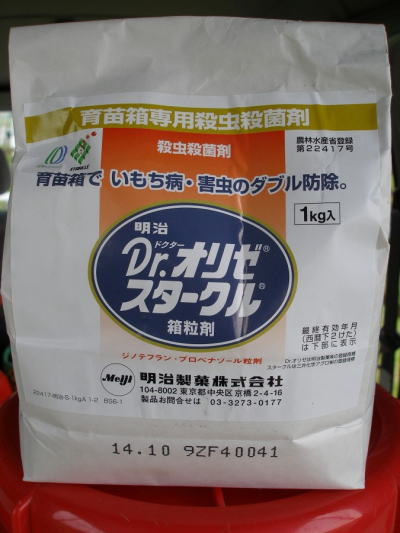 育苗箱専用殺虫殺菌剤
STARKLE
殺虫殺菌剤
農林水産省登録
第22417号
育苗箱で いもち病・害虫のダブル防除。
1kg入
明治
ドクター
Dr.オリゼ®
スタークル®
箱粒剤
最終有効年月
(西暦下2けた)
は下部に表示
ジノテフラン・プロベナゾール粒剤
Dr.オリゼは明治製菓㈱の登録商標
スタークルは三井化学アグロ㈱の登録商標
Meiji 明治製菓株式会社
104-8002 東京都中央区京橋2-4-16
製品お問合せは 03-3273-0177
14.10 9ZF40041